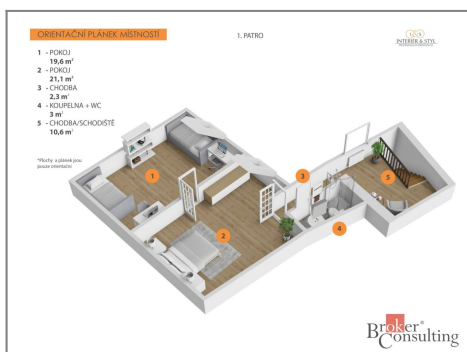 ORIENTAČNÍ PLÁNEK MÍSTNOSTÍ
1. PATRO
INTERIER & STYL
1 - POKOJ
19,6 m²
2 - POKOJ
21,1 m²
3 - CHODBA
2,3 m²
4 - KOUPELNA + WC
3 m²
5 - CHODBA/SCHODIŠTĚ
10,6 m²
*Plochy a plánek jsou
pouze orientační
1
2
3
4
5
Broker®
Consulting